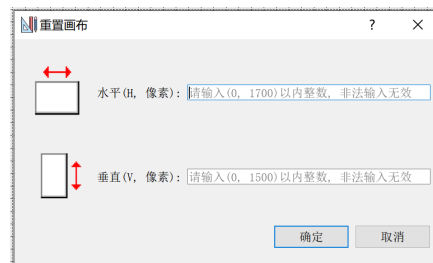 重置画布
?
水平(H, 像素): 请输入(0, 1700)以内整数, 非法输入无效
垂直(V, 像素): 请输入(0, 1500)以内整数, 非法输入无效
确定 取消